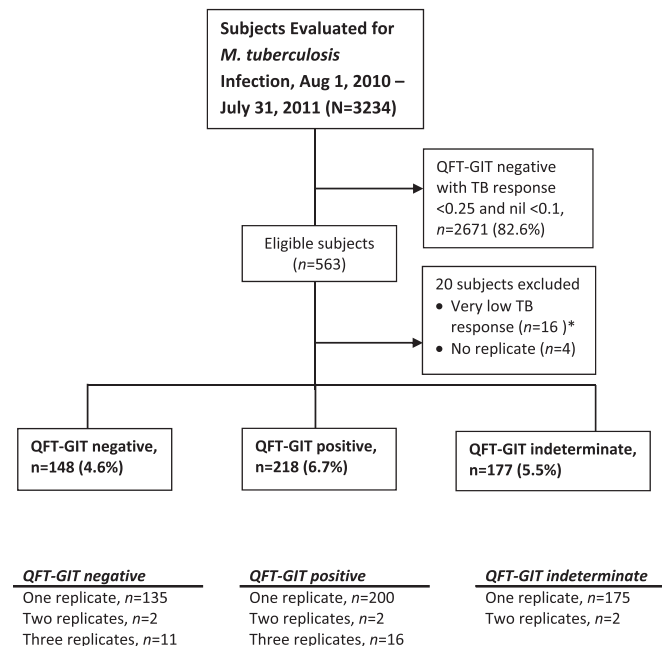 Subjects Evaluated for
M. tuberculosis
Infection, Aug 1, 2010 –
July 31, 2011 (N=3234)
QFT-GIT negative
with TB response
<0.25 and nil <0.1,
n=2671 (82.6%)
Eligible subjects
(n=563)
20 subjects excluded
• Very low TB
response (n=16 )*
• No replicate (n=4)
QFT-GIT negative,
n=148 (4.6%)
QFT-GIT positive,
n=218 (6.7%)
QFT-GIT indeterminate,
n=177 (5.5%)
QFT-GIT negative
One replicate, n=135
Two replicates, n=2
Three replicates, n=11
QFT-GIT positive
One replicate, n=200
Two replicates, n=2
Three replicates, n=16
QFT-GIT indeterminate
One replicate, n=175
Two replicates, n=2